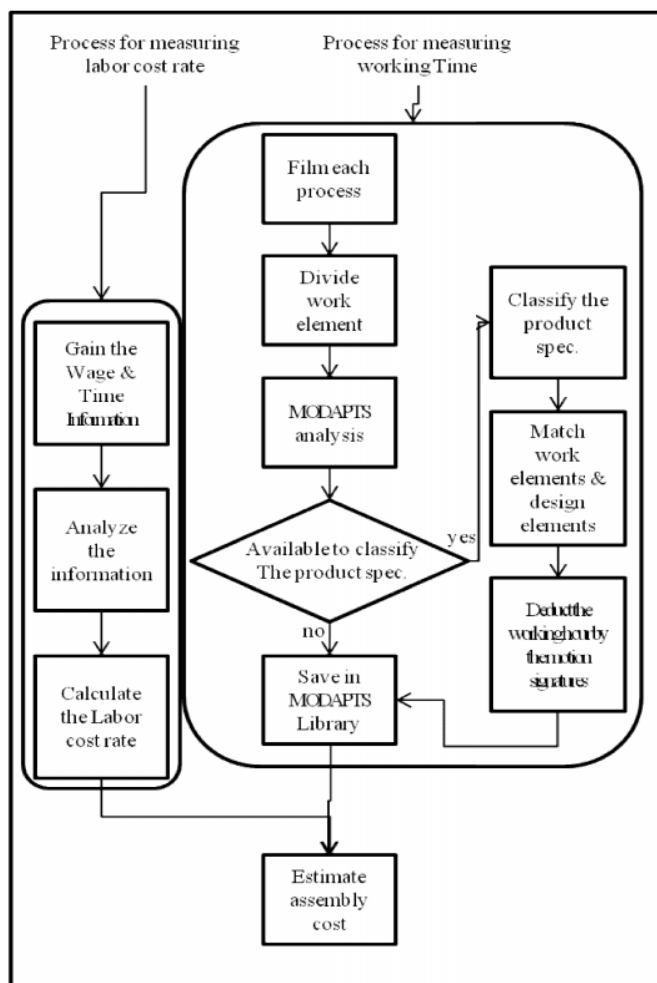 Process for measuring
labor cost rate
Process for measuring
working Time
Film each
process
Divide
work
element
MODAPTS
analysis
Available to classify
The product spec.
yes
no
Save in
MODAPTS
Library
Classify the
product
spec.
Match
work
elements &
design
elements
Deduct the
working hour by
the motion
signatures
Gain the
Wage &
Time
Information
Analyze
the
information
Calculate
the Labor
cost rate
Estimate
assembly
cost